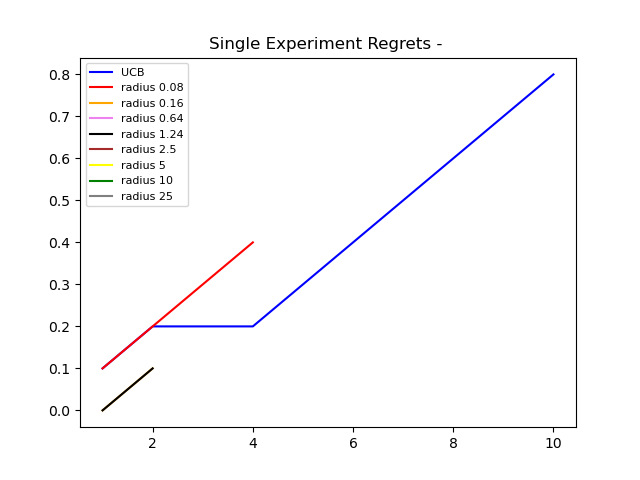 Single Experiment Regrets -
UCB
radius 0.08
radius 0.16
radius 0.64
radius 1.24
radius 2.5
radius 5
radius 10
radius 25
0.8
0.7
0.6
0.5
0.4
0.3
0.2
0.1
0.0
2 4 6 8 10